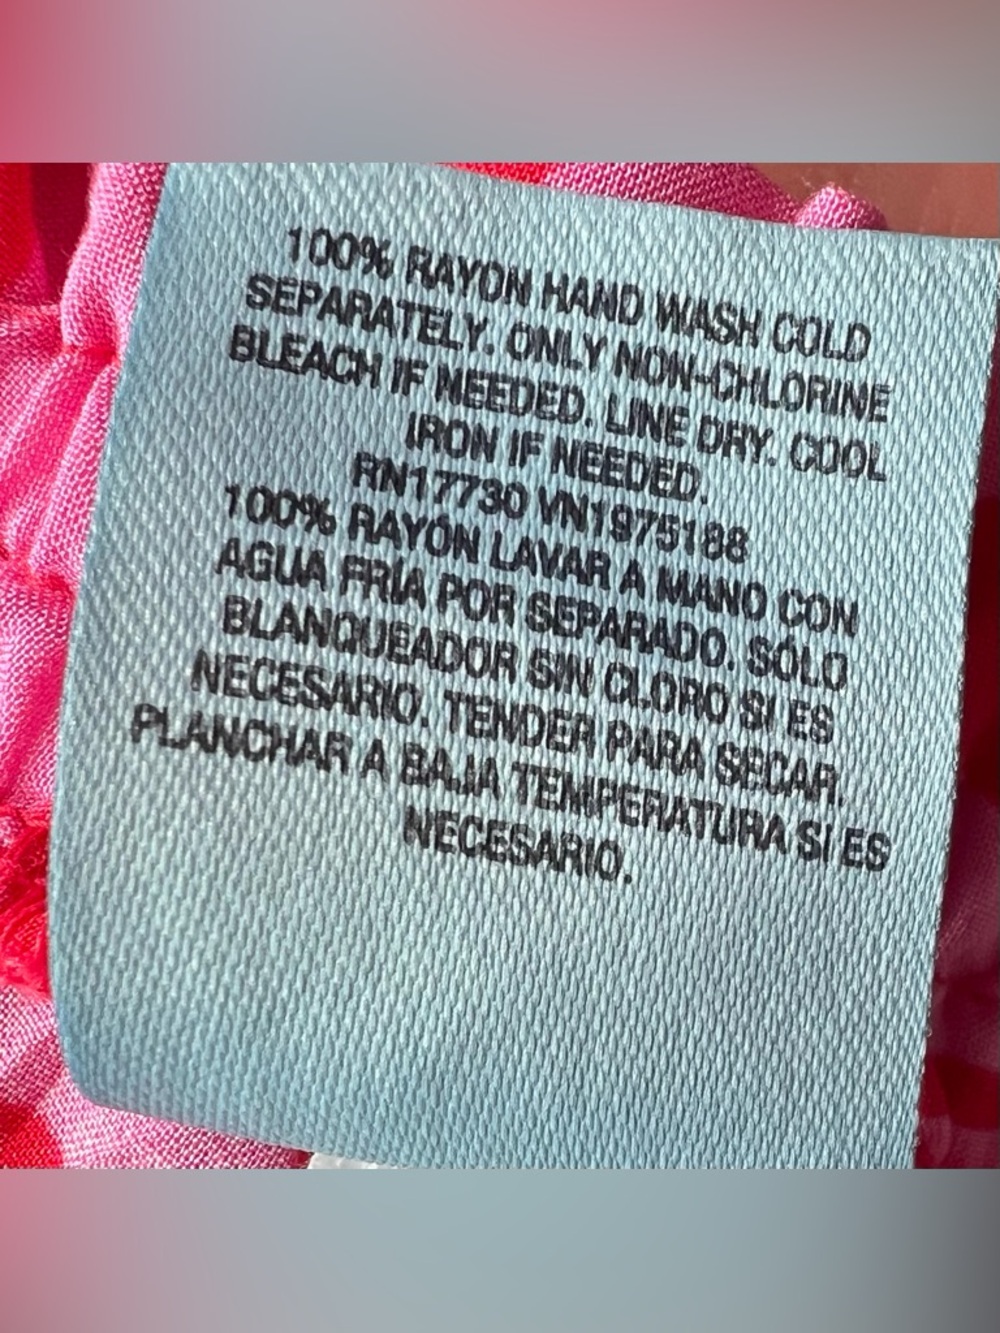 100% RAYON HAND WASH COLD
SEPARATELY. ONLY NON-CHLORINE
BLEACH IF NEEDED. LINE DRY. COOL
IRON IF NEEDED.
RN17730 VN1975188
100% RAYÓN LAVAR A MANO CON
AGUA FRÍA POR SEPARADO. SÓLO
BLANQUEADOR SIN CLORO SI ES
NECESARIO. TENDER PARA SECAR.
PLANCHAR A BAJA TEMPERATURA SI ES
NECESARIO.